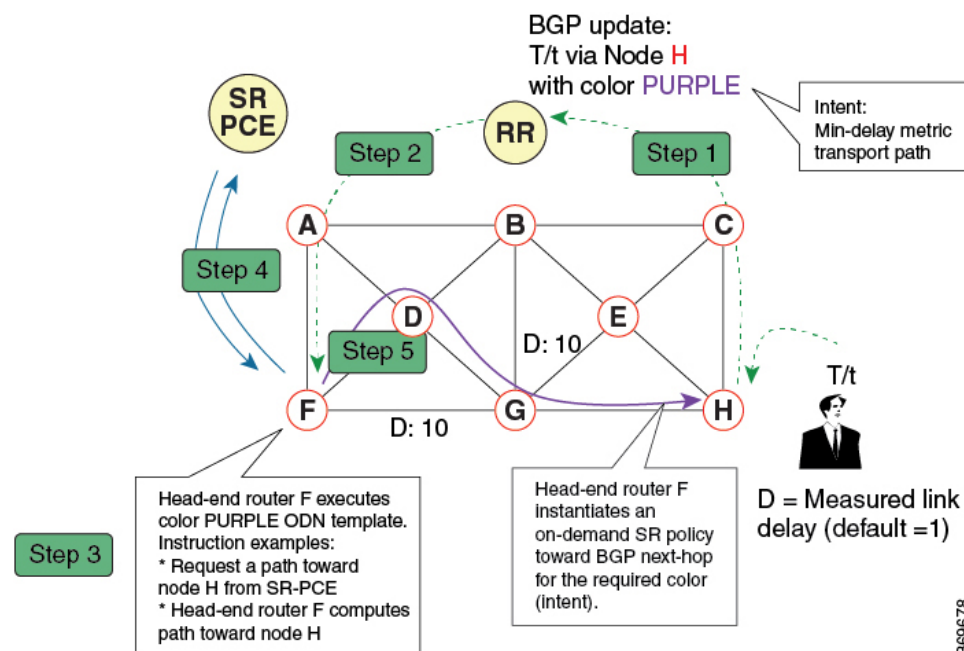 BGP update:
T/t via Node H
with color PURPLE
SR
PCE
RR
Intent:
Min-delay metric
transport path
Step 2
Step 1
A
B
C
Step 4
D
E
Step 5
D: 10
T/t
F
G
H
D: 10
Head-end router F executes
color PURPLE ODN template.
Instruction examples:
* Request a path toward
node H from SR-PCE
* Head-end router F computes
path toward node H
Head-end router F
instantiates an
on-demand SR policy
toward BGP next-hop
for the required color
(intent).
D = Measured link
delay (default =1)
Step 3
369678